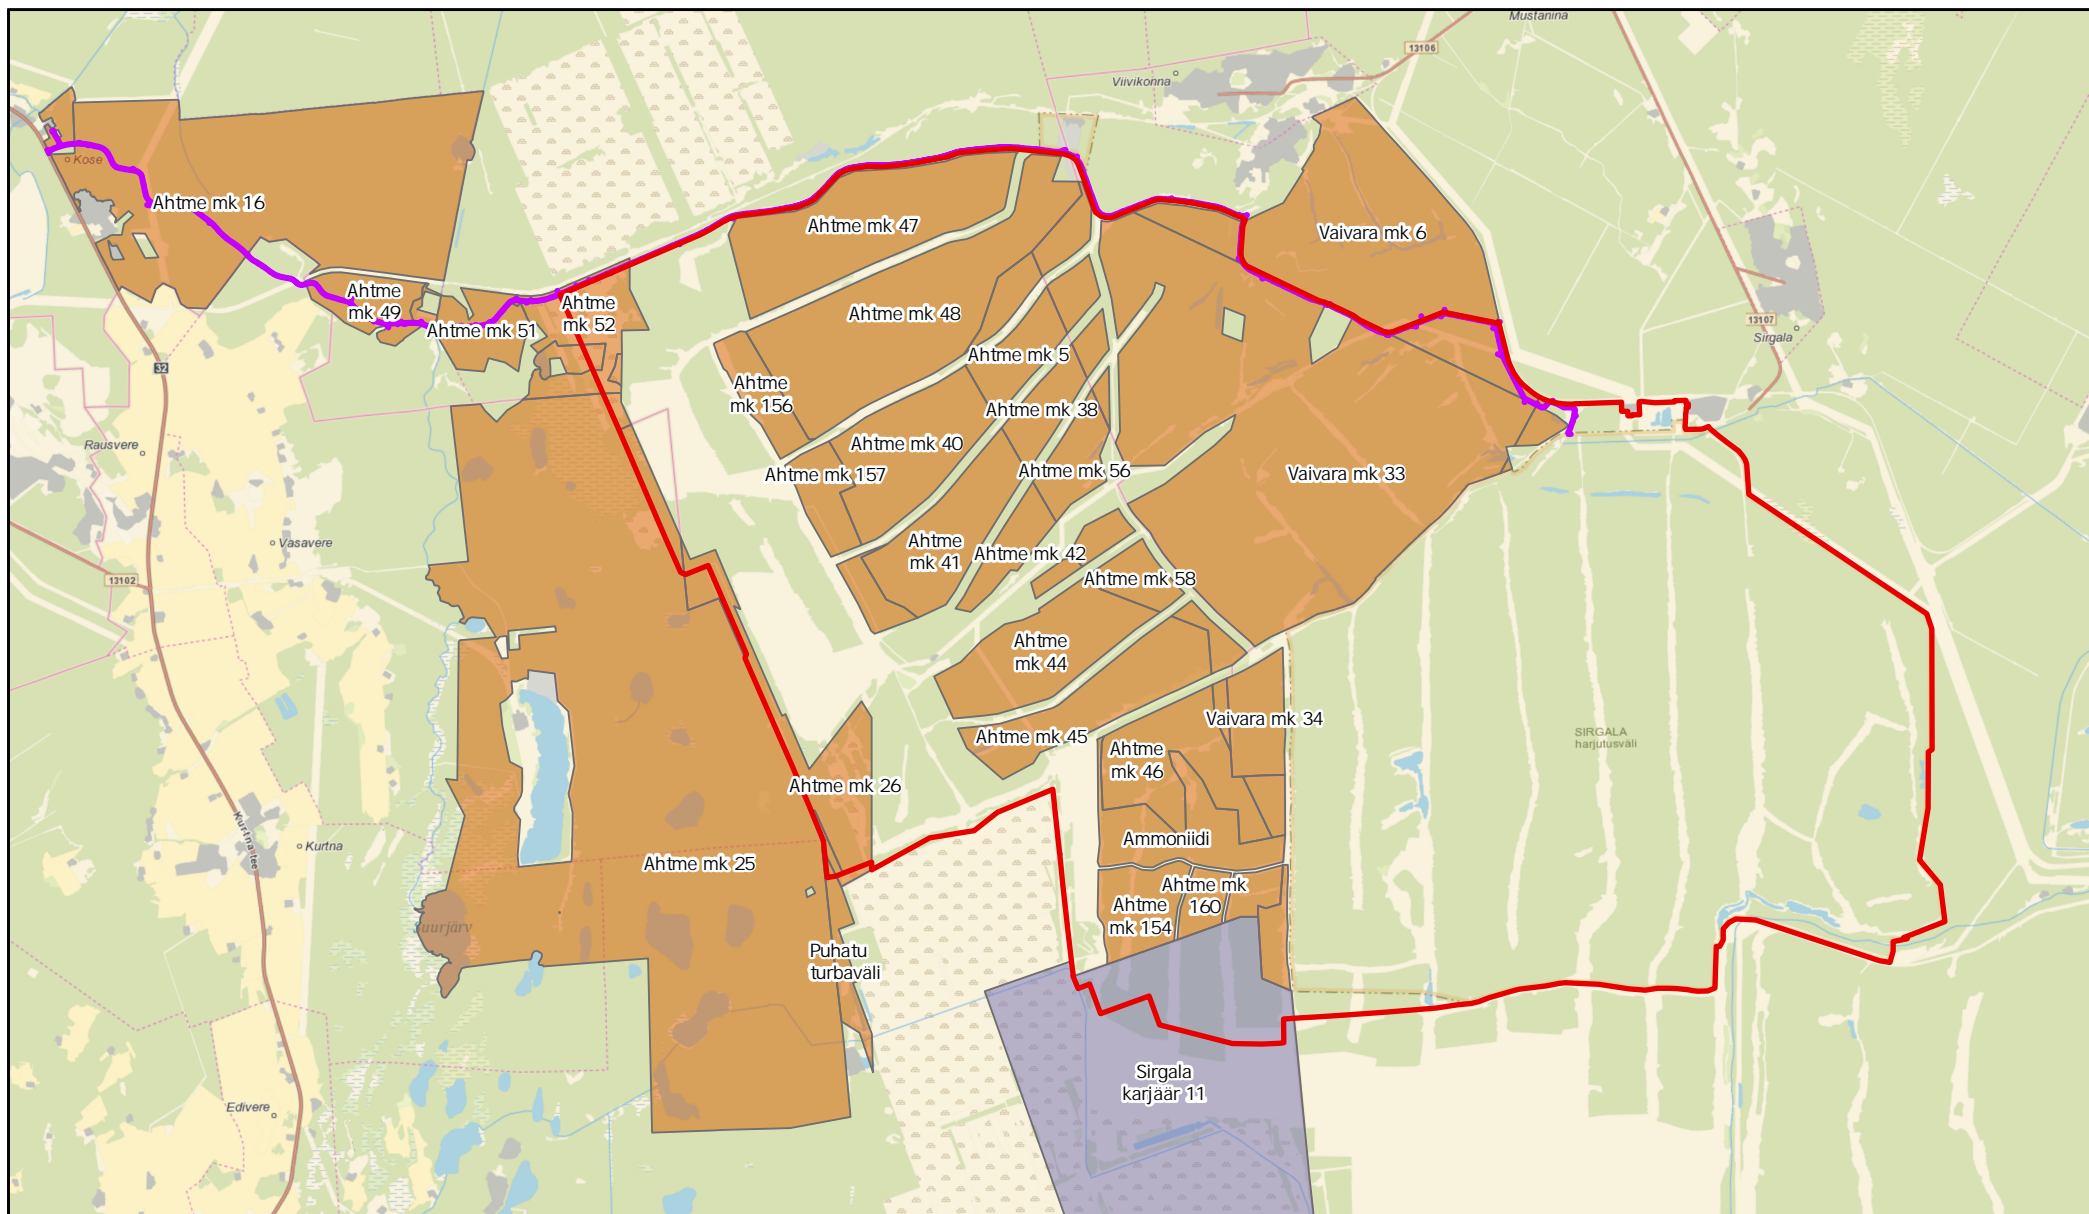 Mustanina
13106
Viivikonna
Kose
Ahtme mk 16
Ahtme mk 47
Vaivara mk 6
Ahtme
mk 49
Ahtme
mk 52
Ahtme mk 51
Ahtme mk 48
13107
Sirgala
Ahtme mk 5
32
Ahtme
mk 156
Ahtme mk 38
Rausvere
Ahtme mk 40
Ahtme mk 157
Ahtme mk 56
Vaivara mk 33
Vasavere
Ahtme
mk 41
Ahtme mk 42
13102
Ahtme mk 58
Ahtme
mk 44
Vaivara mk 34
Ahtme mk 45
SIRGALA
harjutusväli
Ahtme
mk 46
Ahtme mk 26
Kurtna tee
Kurtna
Ammoniidi
Ahtme mk 25
Ahtme mk
160
Ahtme
mk 154
uurjärv
Puhatu
turbaväli
Sirgala
karjäär 11
Edivere